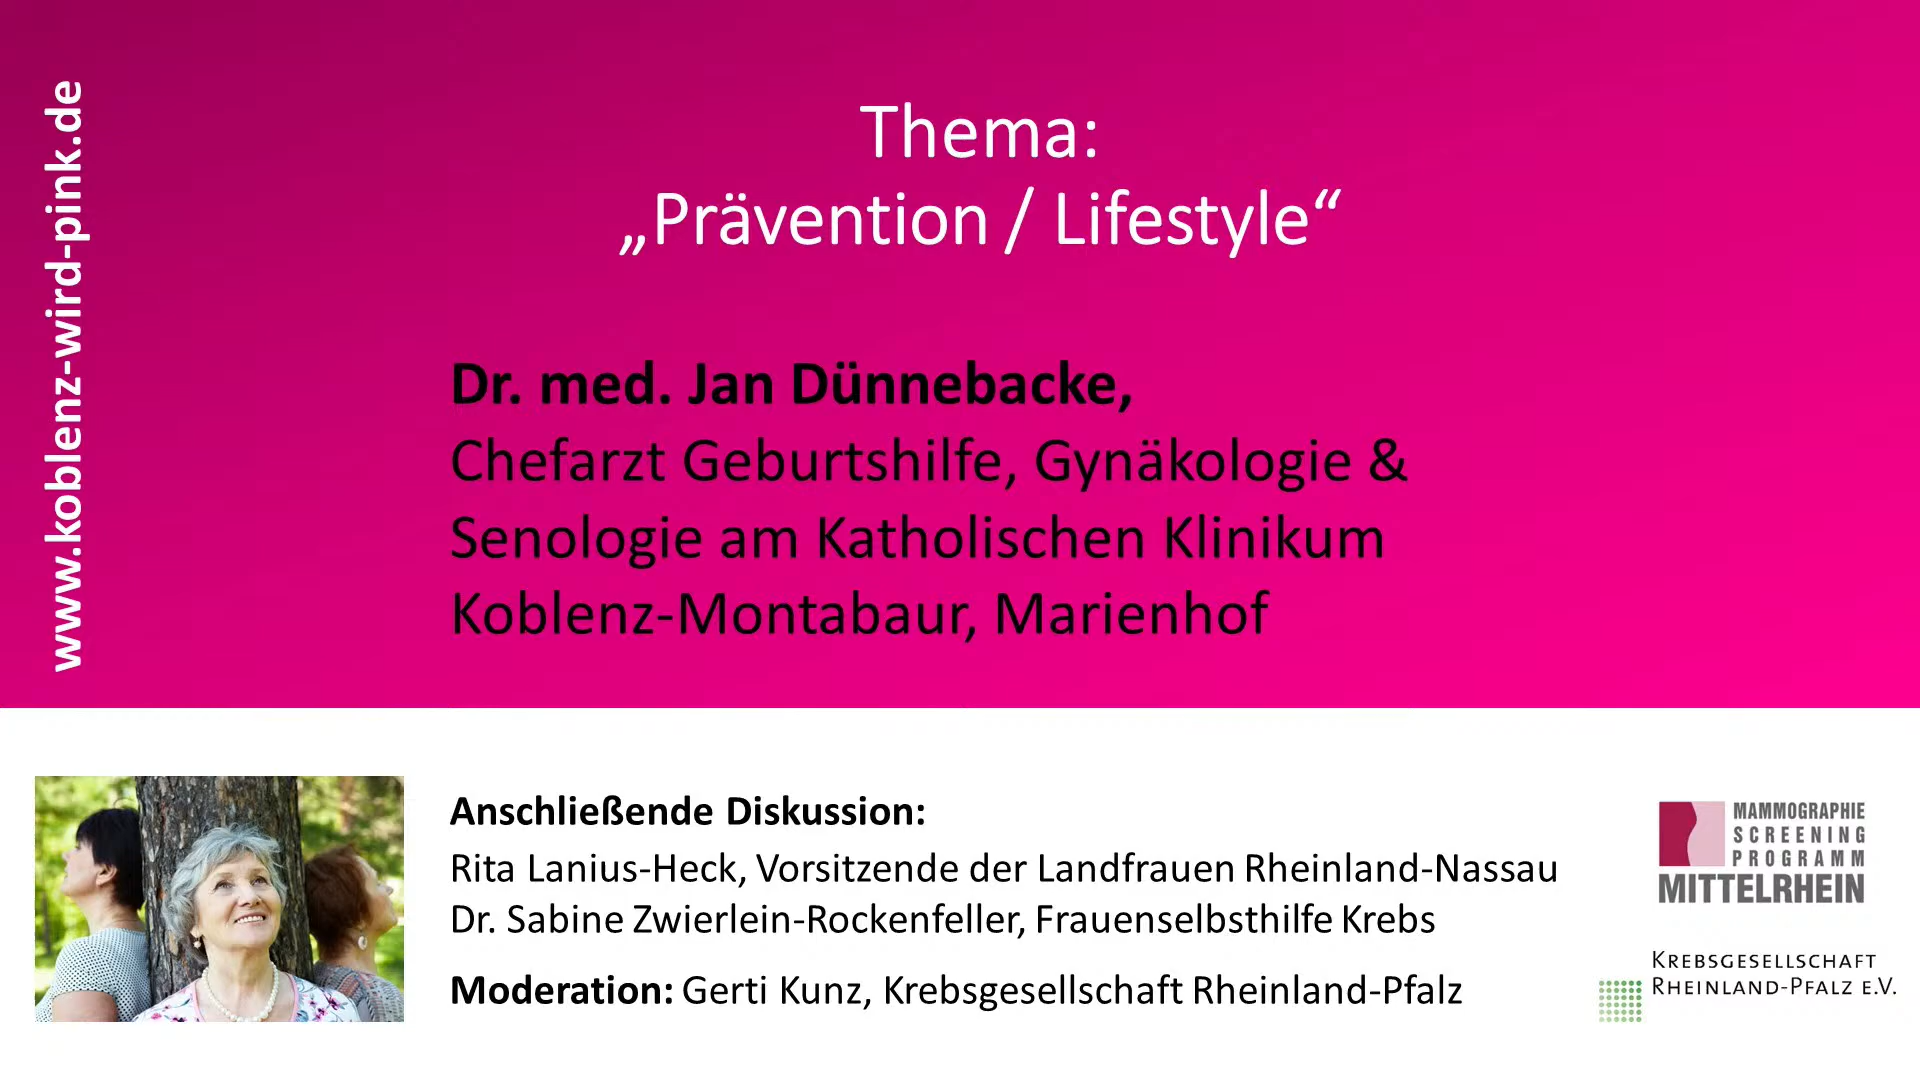 www.koblenz-wird-pink.de
Thema:
„Prävention / Lifestyle“
Dr. med. Jan Dünnebacke,
Chefarzt Geburtshilfe, Gynäkologie &
Senologie am Katholischen Klinikum
Koblenz-Montabaur, Marienhof
Anschließende Diskussion:
Rita Lanius-Heck, Vorsitzende der Landfrauen Rheinland-Nassau
Dr. Sabine Zwierlein-Rockenfeller, Frauenselbsthilfe Krebs
Moderation: Gerti Kunz, Krebsgesellschaft Rheinland-Pfalz
MAMMOGRAPHIE
SCREENING
PROGRAMM
MITTELRHEIN
KREBSGESELLSCHAFT
RHEINLAND-PFALZ E.V.